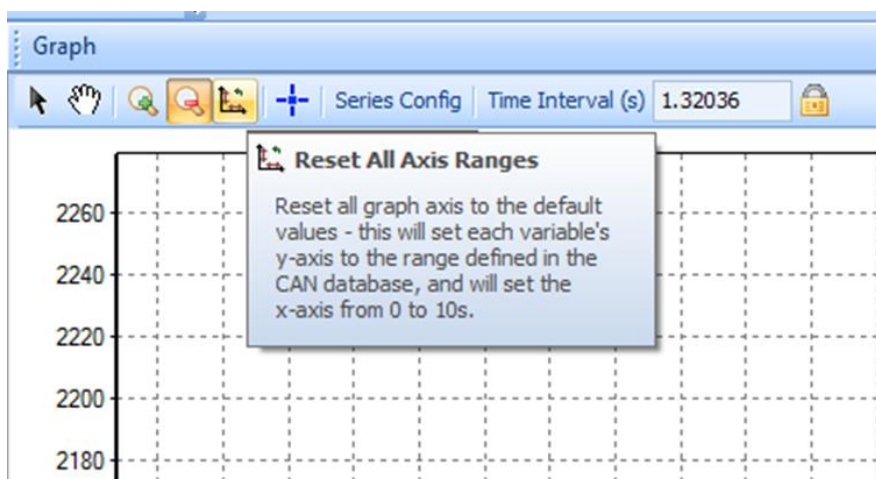 Graph
Series Config Time Interval (s) 1.32036
Reset All Axis Ranges
Reset all graph axis to the default
values - this will set each variable's
y-axis to the range defined in the
CAN database, and will set the
x-axis from 0 to 10s.
2260
2240
2220
2200
2180